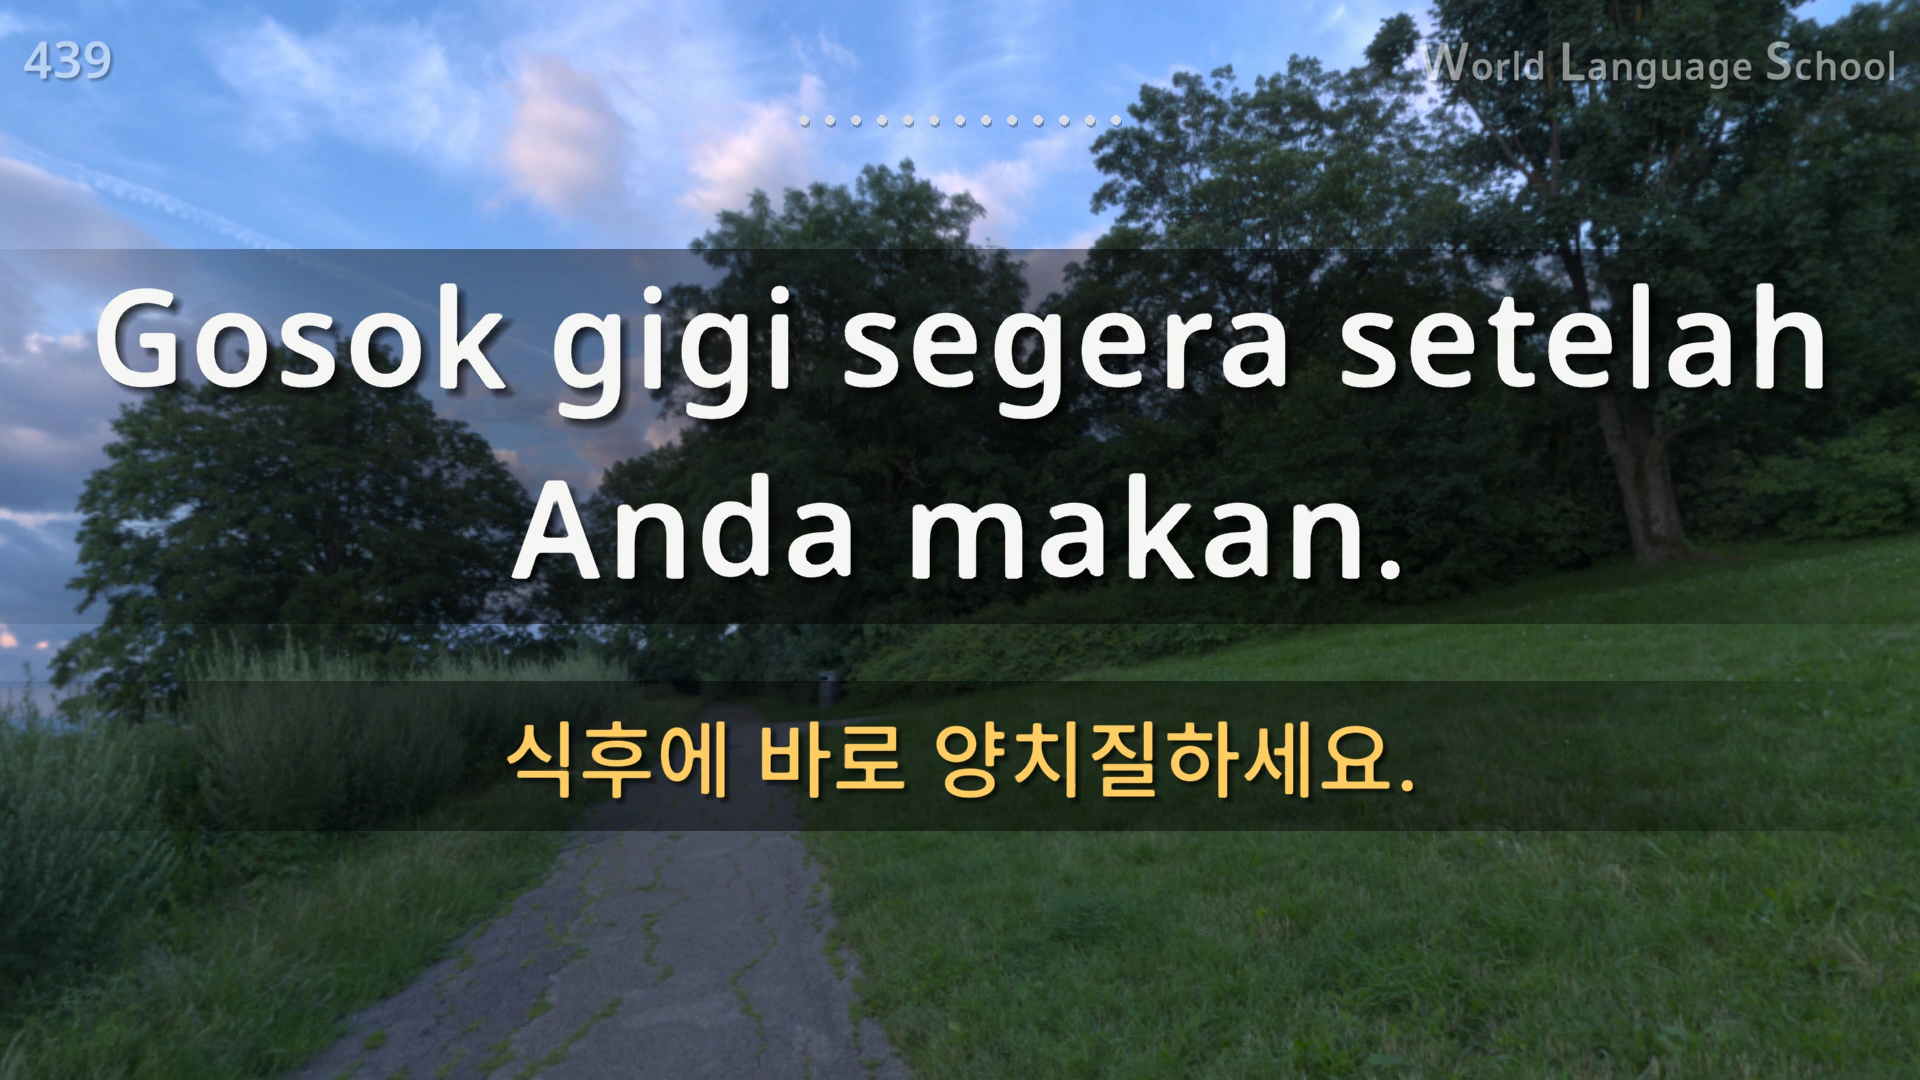 439
World Language School
Gosok gigi segera setelah
Anda makan.
식후에 바로 양치질하세요.